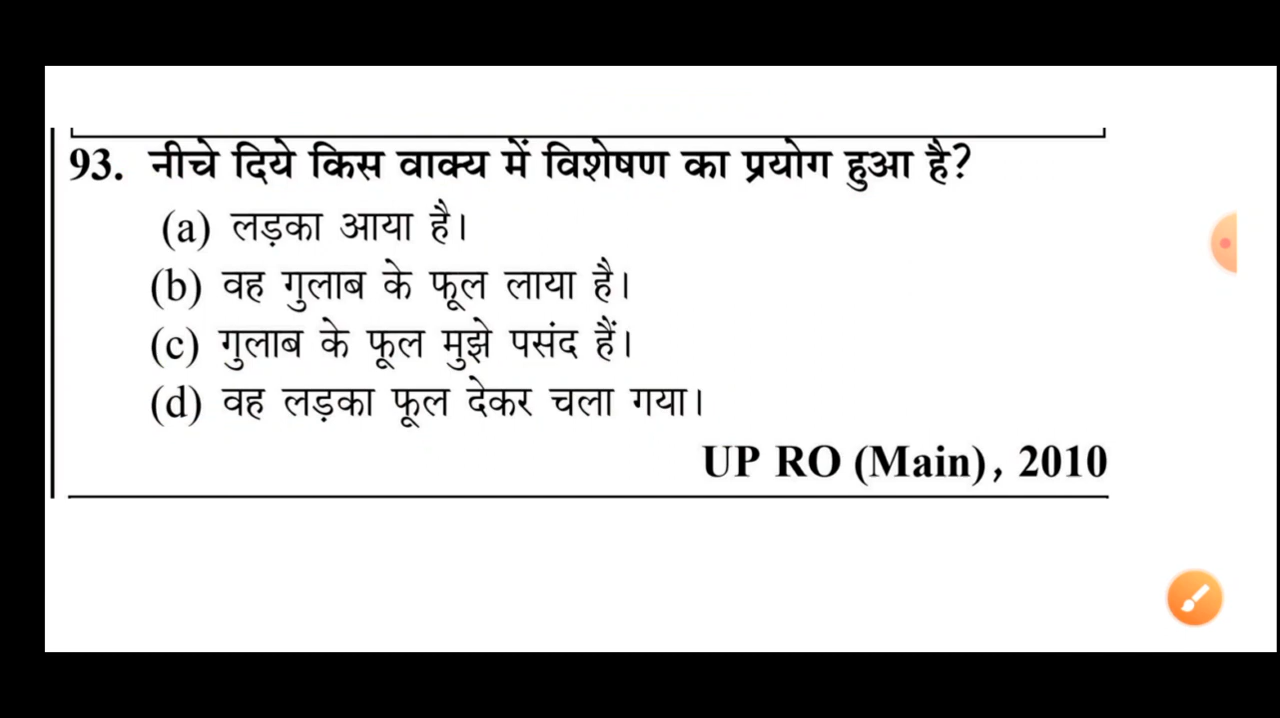 93. नीचे दिये किस वाक्य में विशेषण का प्रयोग हुआ है?
(a) लड़का आया है।
(b) वह गुलाब के फूल लाया है।
(c) गुलाब के फूल मुझे पसंद हैं।
(d) वह लड़का फूल देकर चला गया।
UP RO (Main), 2010